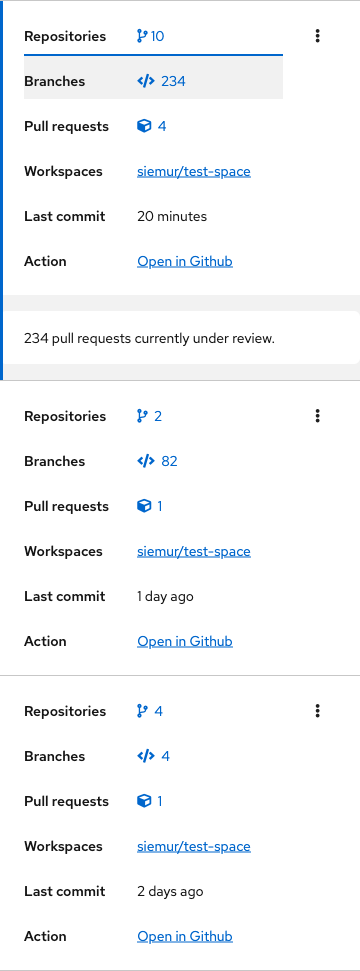 Repositories 10
Branches 234
Pull requests 4
Workspaces siemur/test-space
Last commit 20 minutes
Action Open in Github
234 pull requests currently under review.
Repositories 2
Branches 82
Pull requests 1
Workspaces siemur/test-space
Last commit 1 day ago
Action Open in Github
Repositories 4
Branches 4
Pull requests 1
Workspaces siemur/test-space
Last commit 2 days ago
Action Open in Github